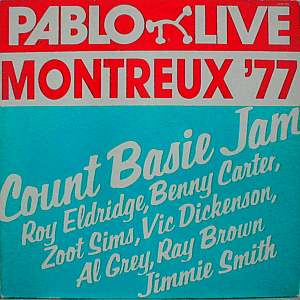 PABLO LIVE
MONTREUX '77
Count Basie Jam
Roy Eldridge, Benny Carter,
Zoot Sims, Vic Dickenson,
Al Grey, Ray Brown
Jimmie Smith